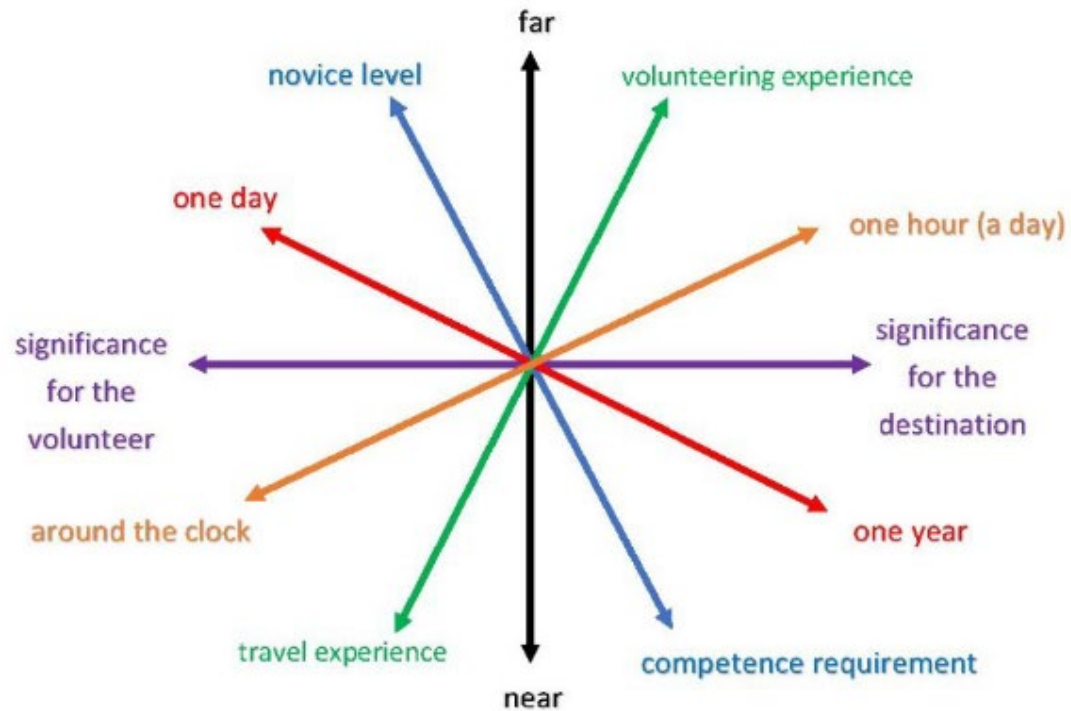 far
novice level
volunteering experience
one day
one hour (a day)
significance
for the
volunteer
significance
for the
destination
around the clock
one year
travel experience
competence requirement
near